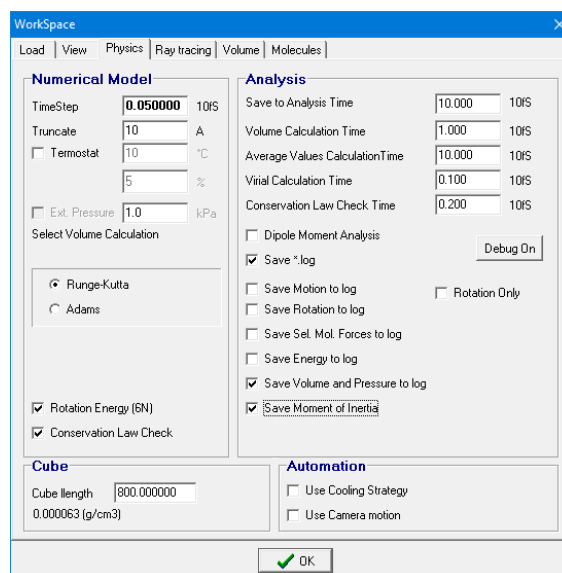 WorkSpace
Load View Physics Ray tracing Volume Molecules
Numerical Model
TimeStep 0.050000 10fS
Truncate 10 A
Termostat 10 °C
5 %
Ext. Pressure 1.0 kPa
Select Volume Calculation
Runge-Kutta
Adams
Rotation Energy (6N)
Conservation Law Check
Analysis
Save to Analysis Time 10.000 10fS
Volume Calculation Time 1.000 10fS
Average Values CalculationTime 10.000 10fS
Virial Calculation Time 0.100 10fS
Conservation Law Check Time 0.200 10fS
Dipole Moment Analysis
Debug On
Save *.log
Save Motion to log
Rotation Only
Save Rotation to log
Save Sel. Mol. Forces to log
Save Energy to log
Save Volume and Pressure to log
Save Moment of Inertia
Cube
Cube llength 800.000000
0.000063 (g/cm3)
Automation
Use Cooling Strategy
Use Camera motion
OK